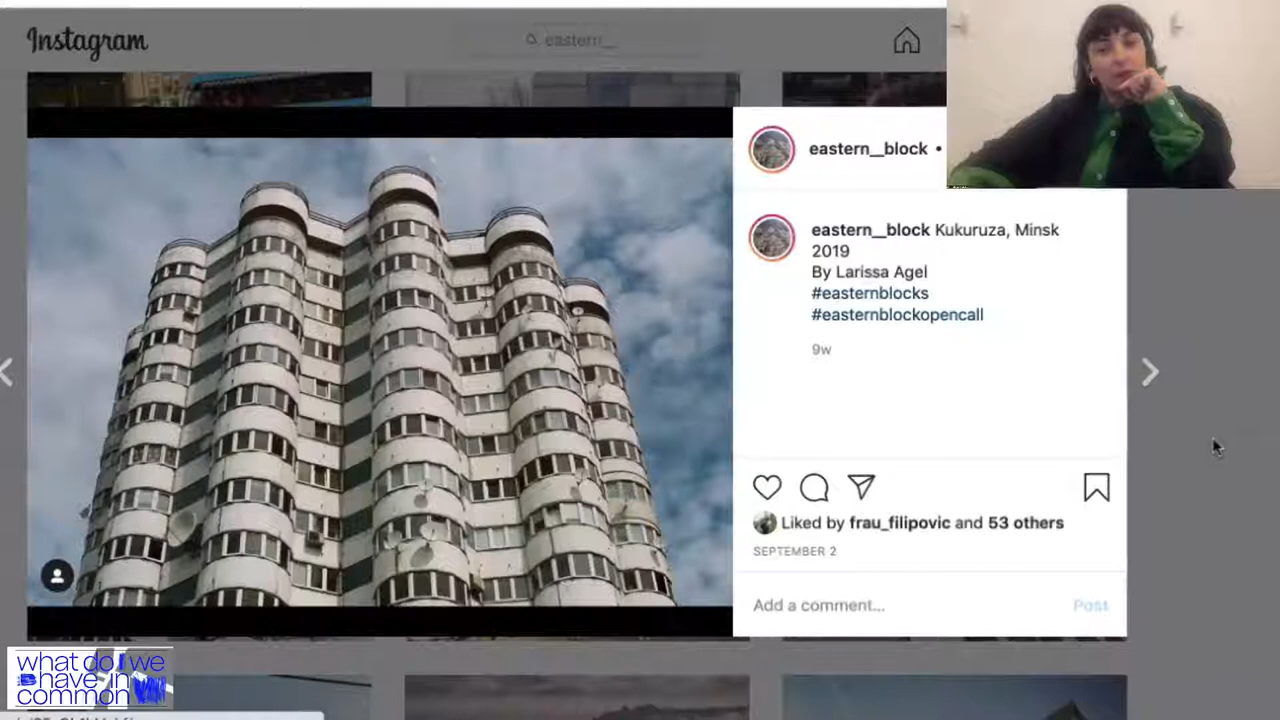 Instagram
eastern__
eastern__block •
eastern__block Kukuruza, Minsk
2019
By Larissa Agel
#easternblocks
#easternblockopencall
9w
Liked by frau_filipovic and 53 others
SEPTEMBER 2
Add a comment...
Post
what do we
have in
common